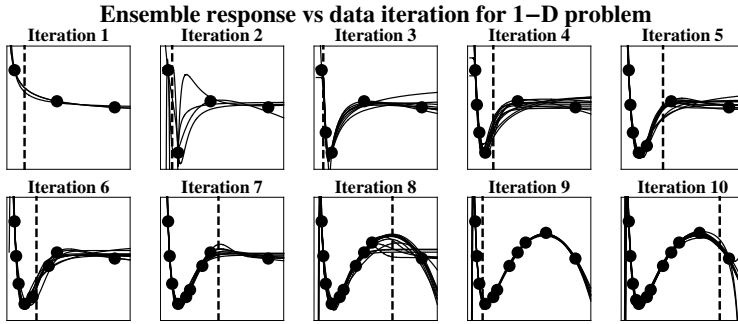 Ensemble response vs data iteration for 1−D problem
Iteration 1
Iteration 2
Iteration 3
Iteration 4
Iteration 5
Iteration 6
Iteration 7
Iteration 8
Iteration 9
Iteration 10